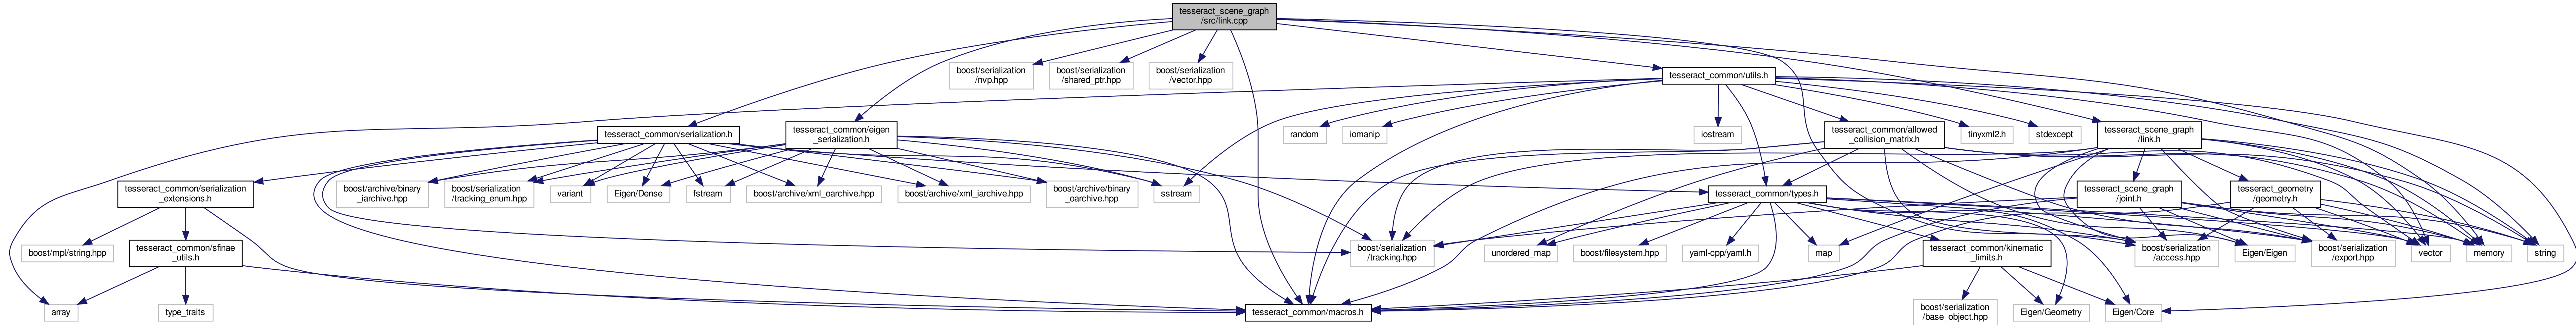 tesseract_scene_graph
/src/link.cpp
boost/serialization
/nvp.hpp
boost/serialization
/shared_ptr.hpp
boost/serialization
/vector.hpp
tesseract_common/utils.h
tesseract_common/serialization.h
tesseract_common/eigen
_serialization.h
random
iomanip
iostream
tesseract_common/allowed
_collision_matrix.h
tinyxml2.h
stdexcept
tesseract_scene_graph
/link.h
tesseract_common/serialization
_extensions.h
boost/archive/binary
_iarchive.hpp
boost/serialization
/tracking_enum.hpp
variant
Eigen/Dense
fstream
boost/archive/xml_oarchive.hpp
boost/archive/xml_iarchive.hpp
boost/archive/binary
_oarchive.hpp
sstream
tesseract_common/types.h
tesseract_scene_graph
/joint.h
tesseract_geometry
/geometry.h
boost/mpl/string.hpp
tesseract_common/sfinae
_utils.h
boost/serialization
/tracking.hpp
unordered_map
boost/filesystem.hpp
yaml-cpp/yaml.h
map
tesseract_common/kinematic
_limits.h
boost/serialization
/access.hpp
Eigen/Eigen
boost/serialization
/export.hpp
vector
memory
string
array
type_traits
tesseract_common/macros.h
boost/serialization
/base_object.hpp
Eigen/Geometry
Eigen/Core